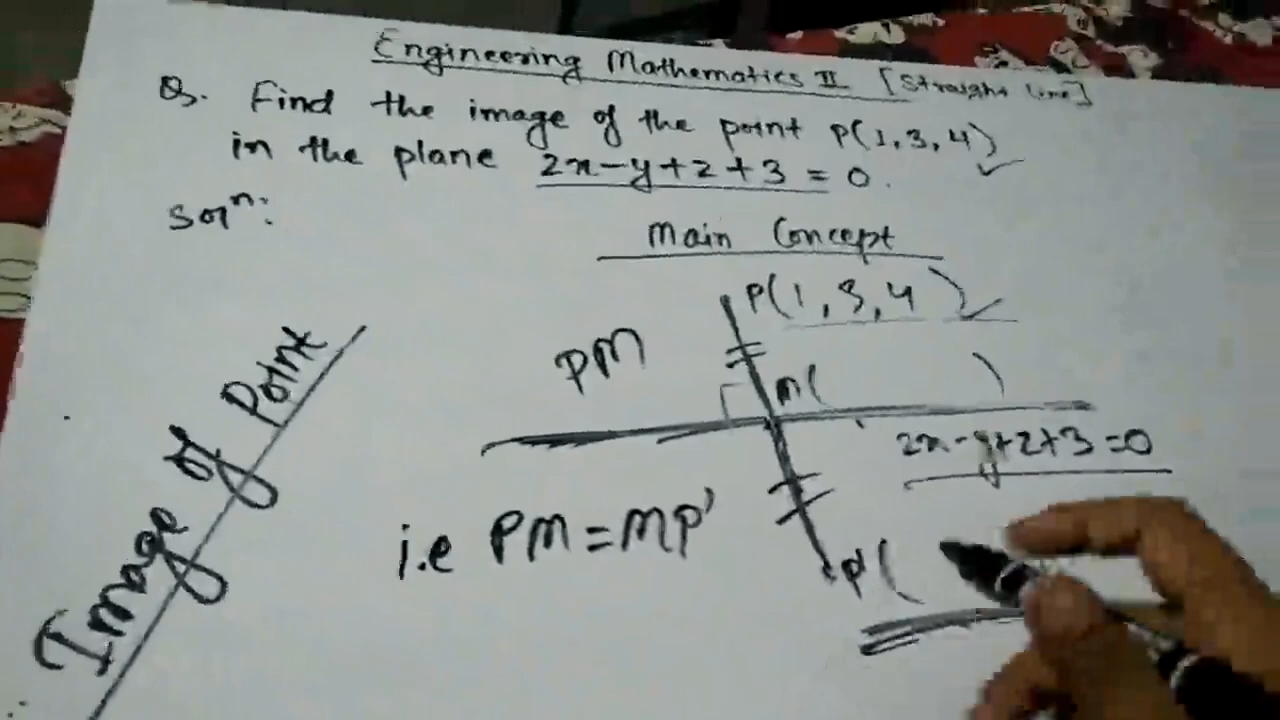 Engineering Mathematics II [Straight line]
Q. Find the image of the point P(1,3,4)
in the plane 2x-y+z+3=0.
Solⁿ:
Main Concept
P(1,3,4)
PM
M( )
2x-y+z+3=0
i.e PM=MP'
P'(
Image of Point